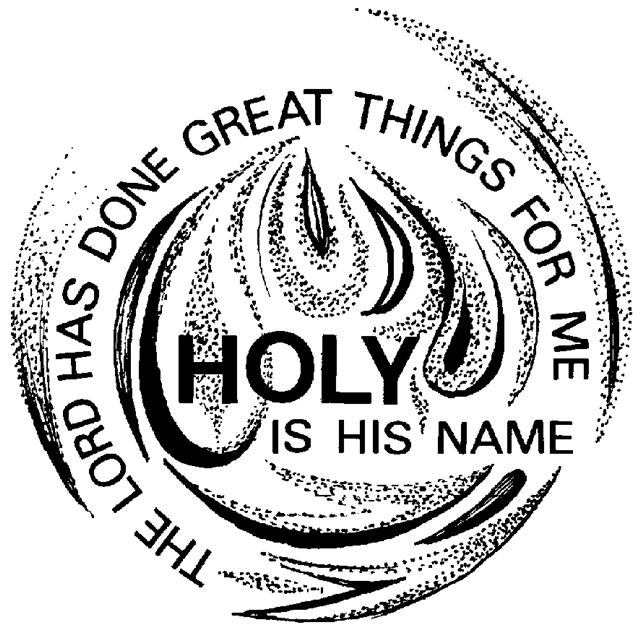 THE LORD HAS DONE GREAT THINGS FOR ME
HOLY
IS HIS NAME